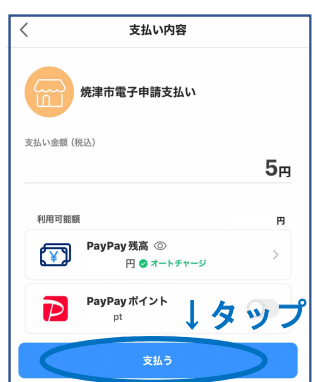 支払い内容
焼津市電子申請支払い
支払い金額 (税込)
5円
利用可能額 円
PayPay残高
円 オートチャージ
PayPayポイント
pt
↓タップ
支払う